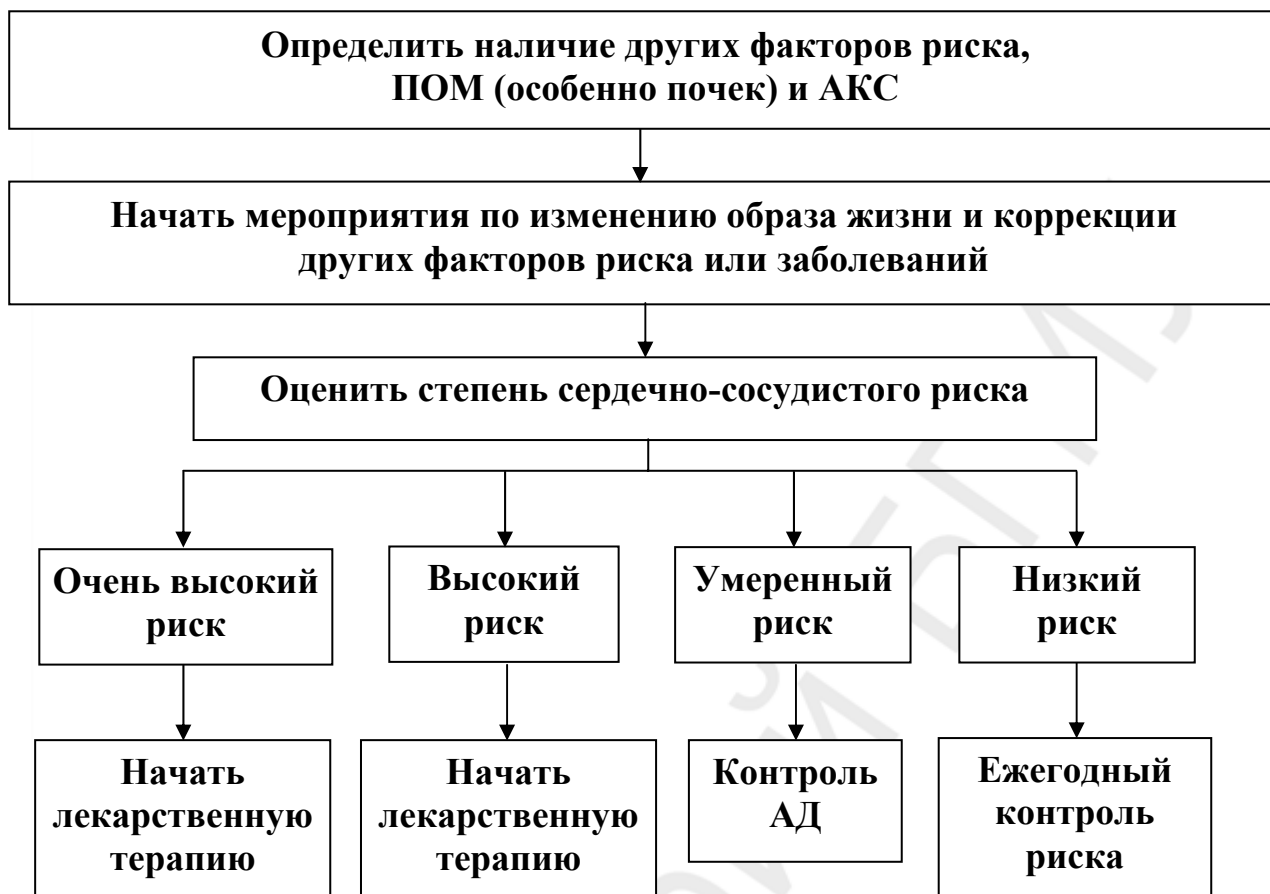 Определить наличие других факторов риска,
ПОМ (особенно почек) и АКС
Начать мероприятия по изменению образа жизни и коррекции
других факторов риска или заболеваний
Оценить степень сердечно-сосудистого риска
Очень высокий
риск
Высокий
риск
Умеренный
риск
Низкий
риск
Начать
лекарственную
терапию
Начать
лекарственную
терапию
Контроль
АД
Ежегодный
контроль
риска